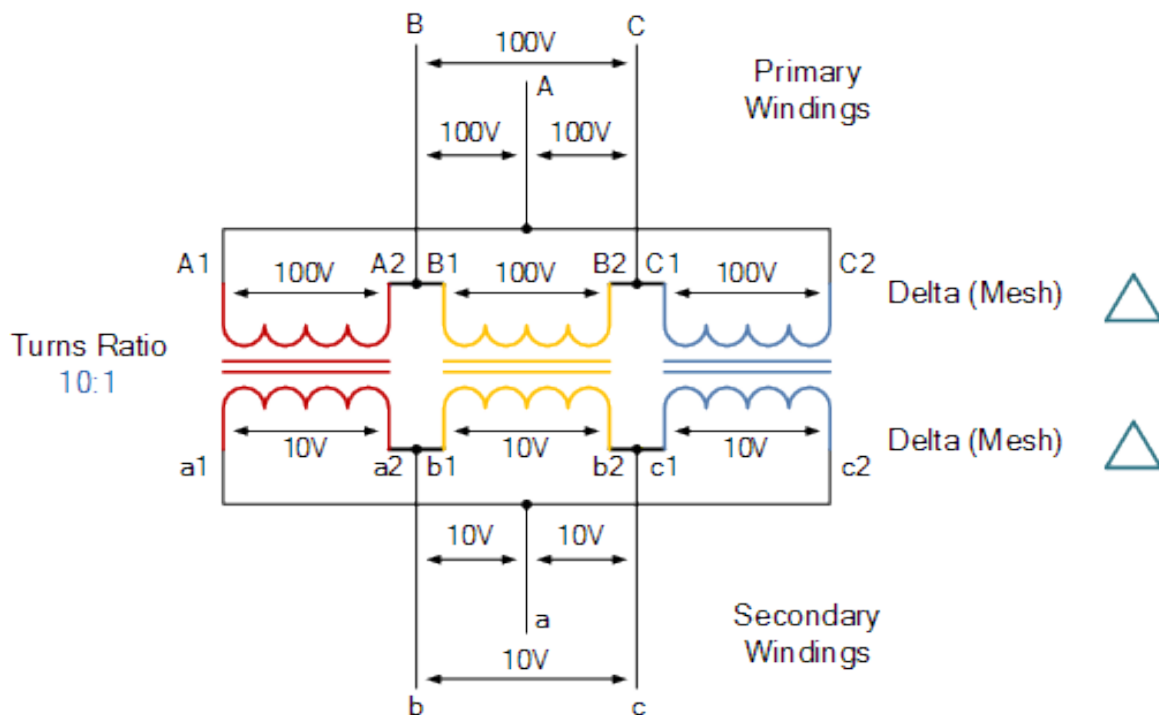 B
C
100V
A
Primary
Windings
100V
100V
A1
100V
A2
B1
100V
B2
C1
100V
C2
Delta (Mesh)
Turns Ratio
10:1
a1
10V
a2
b1
10V
b2
c1
10V
c2
Delta (Mesh)
10V
10V
a
Secondary
Windings
10V
b
c